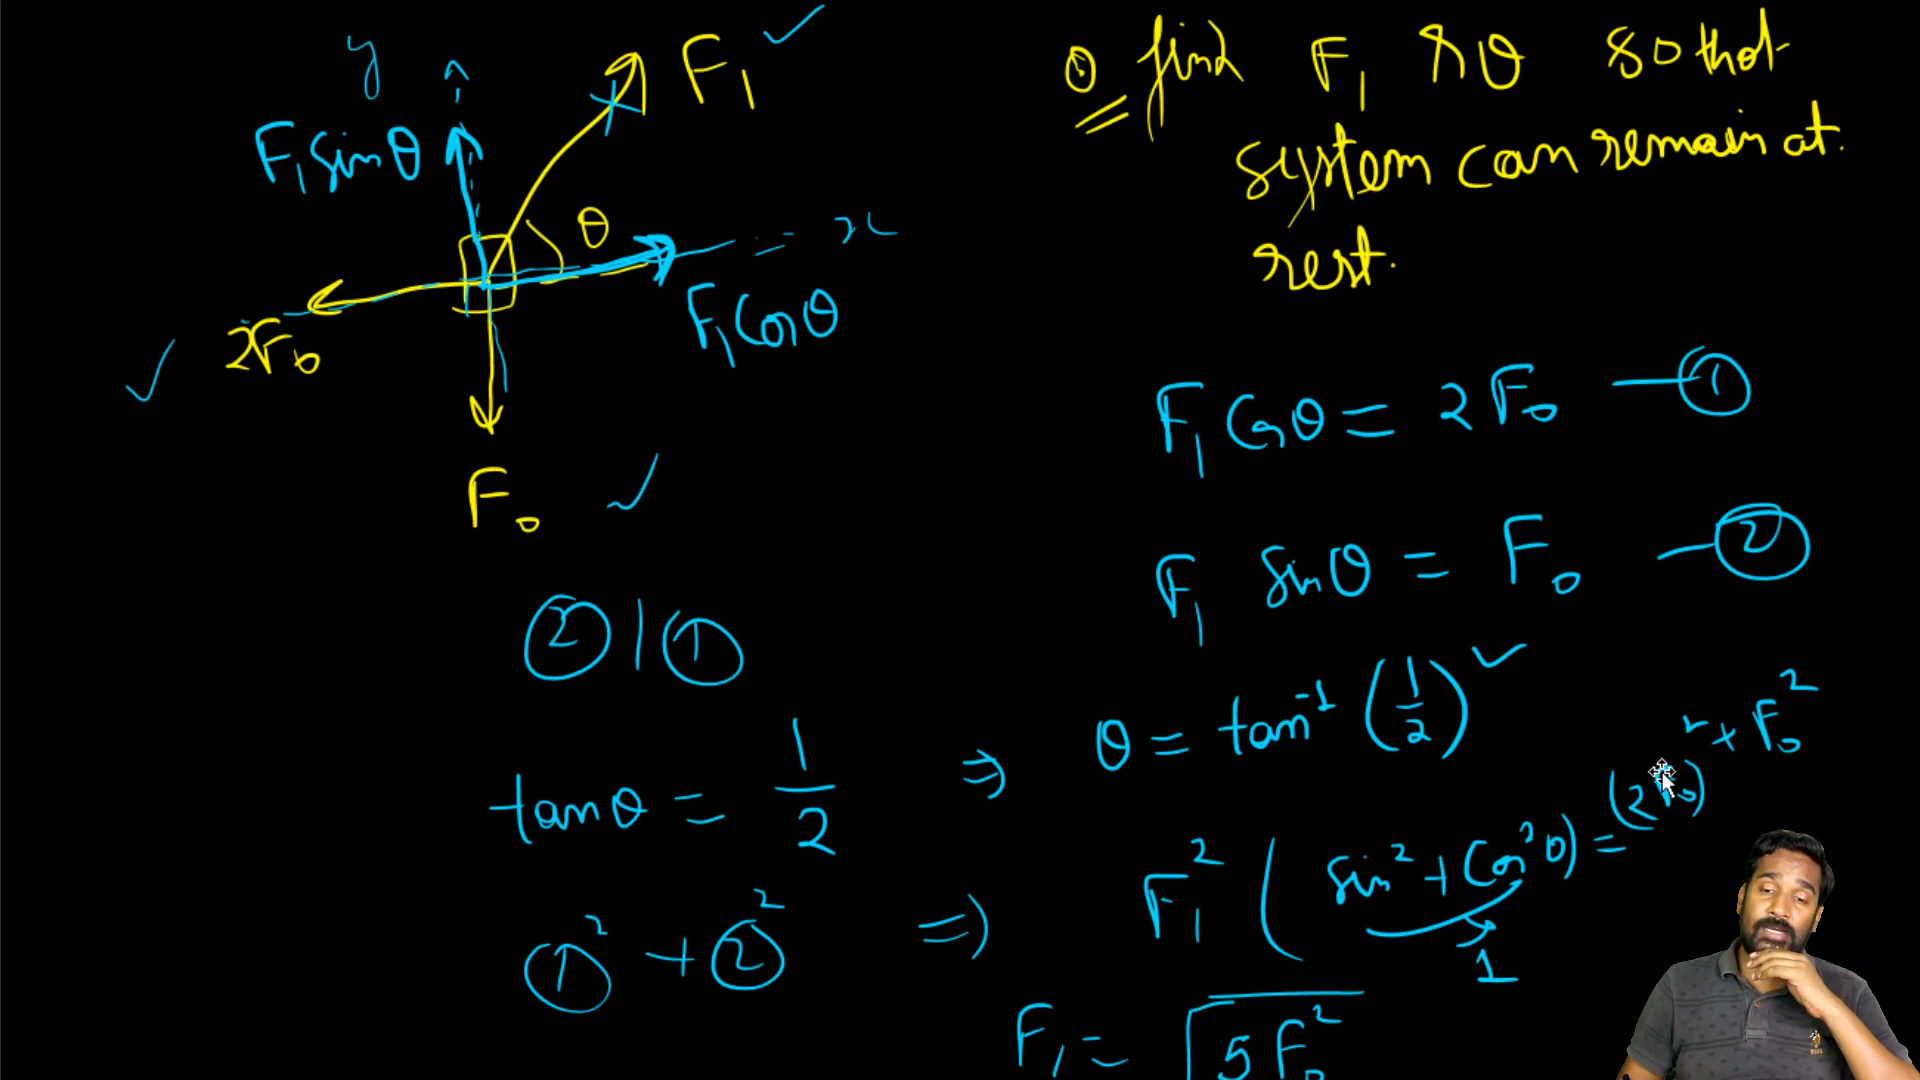 y
F₁ ✓
F₁ sinθ
θ
x
F₁ Cosθ
2F₀ ✓
F₀ ✓
Q find F₁ & θ so that
system can remain at
rest.
F₁ Cosθ = 2F₀ — ①
F₁ sinθ = F₀ — ②
② | ①
tanθ = 1/2 ⇒ θ = tan⁻¹ (1/2) ✓
①² + ②² ⇒ F₁² ( sin² + Cos²θ) = (2F₀)² + F₀²
1
F₁ = √5F₀²